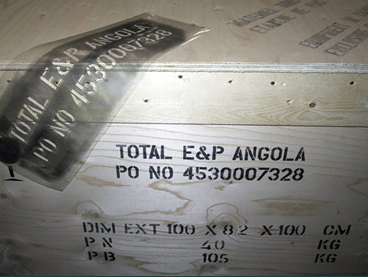 TOTAL E&P ANGOLA
PO NO 4530007328
TOTAL E&P ANGOLA
PO NO 4530007328
DIM EXT 100 X 82 X 100 CM
P N 40 KG
P B 105 KG